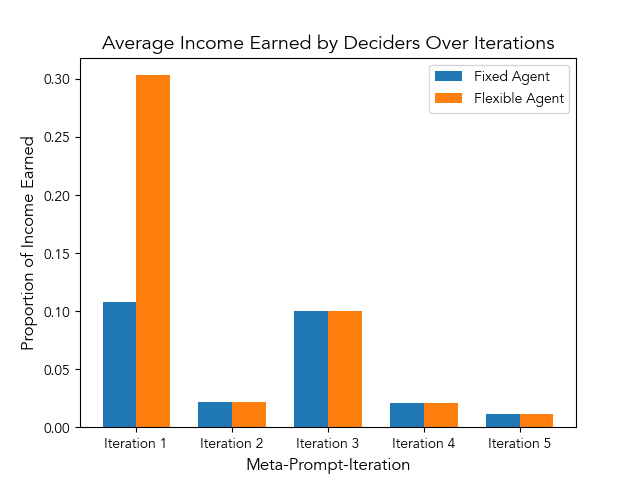 Average Income Earned by Deciders Over Iterations
Fixed Agent
Flexible Agent
Proportion of Income Earned
0.30
0.25
0.20
0.15
0.10
0.05
0.00
Iteration 1
Iteration 2
Iteration 3
Iteration 4
Iteration 5
Meta-Prompt-Iteration